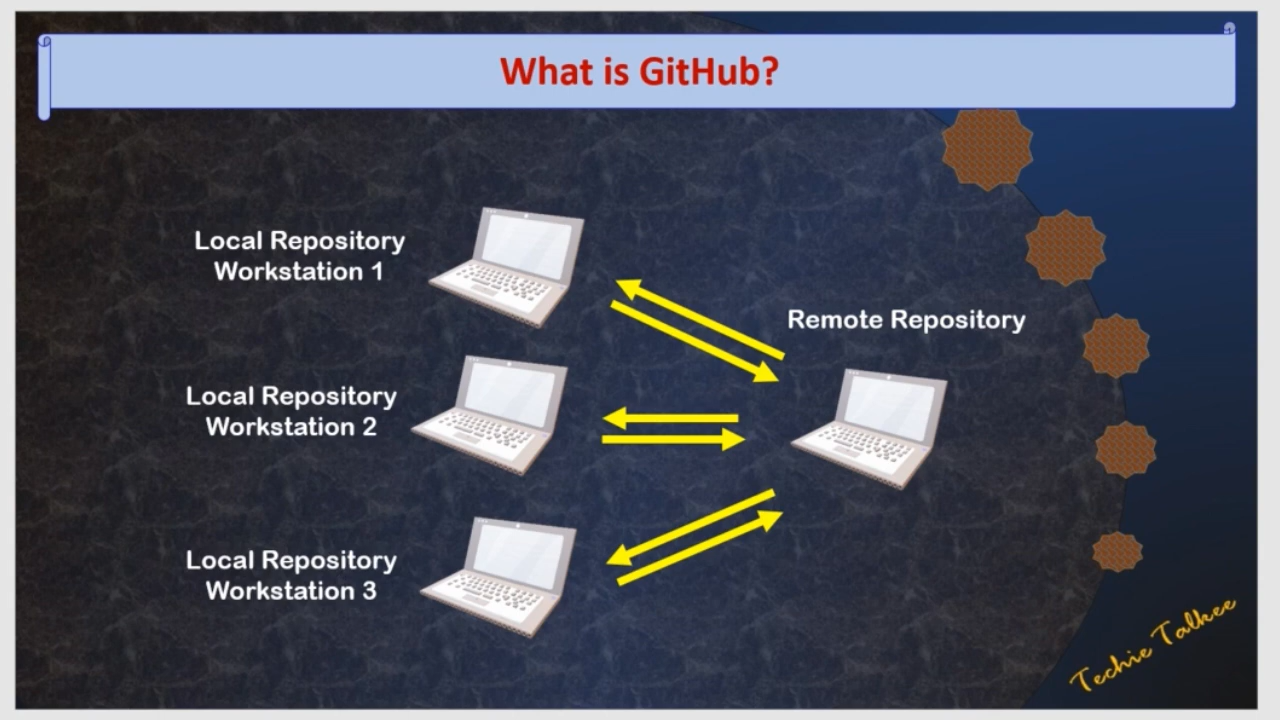 What is GitHub?
Local Repository
Workstation 1
Remote Repository
Local Repository
Workstation 2
Local Repository
Workstation 3
Techie Talkee